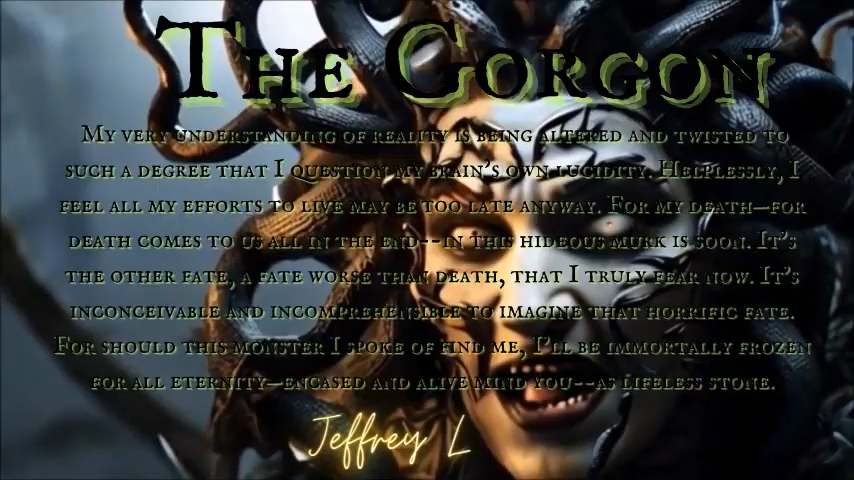 The Gorgon
My very understanding of reality is being altered and twisted to
such a degree that I question my brain's own lucidity. Helplessly, I
feel all my efforts to live may be too late anyway. For my death—for
death comes to us all in the end--in this hideous murk is soon. It's
the other fate, a fate worse than death, that I truly fear now. It's
inconceivable and incomprehensible to imagine that horrific fate.
For should this monster I spoke of find me, I'll be immortally frozen
for all eternity—encased and alive mind you--as lifeless stone.
Jeffrey L